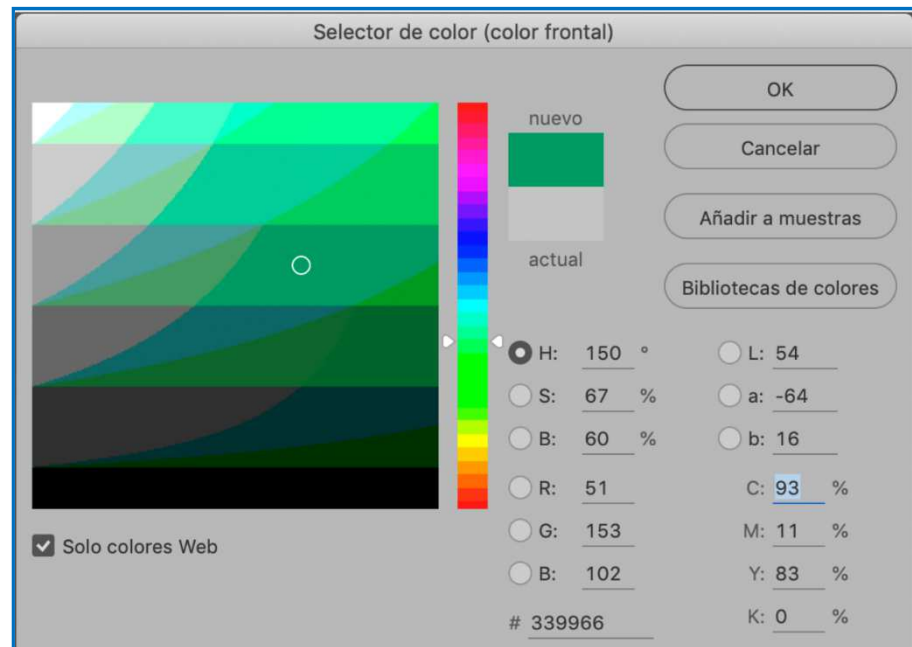 Selector de color (color frontal)
nuevo
actual
OK
Cancelar
Añadir a muestras
Bibliotecas de colores
H: 150 °
S: 67 %
B: 60 %
R: 51
G: 153
B: 102
# 339966
L: 54
a: -64
b: 16
C: 93 %
M: 11 %
Y: 83 %
K: 0 %
Solo colores Web